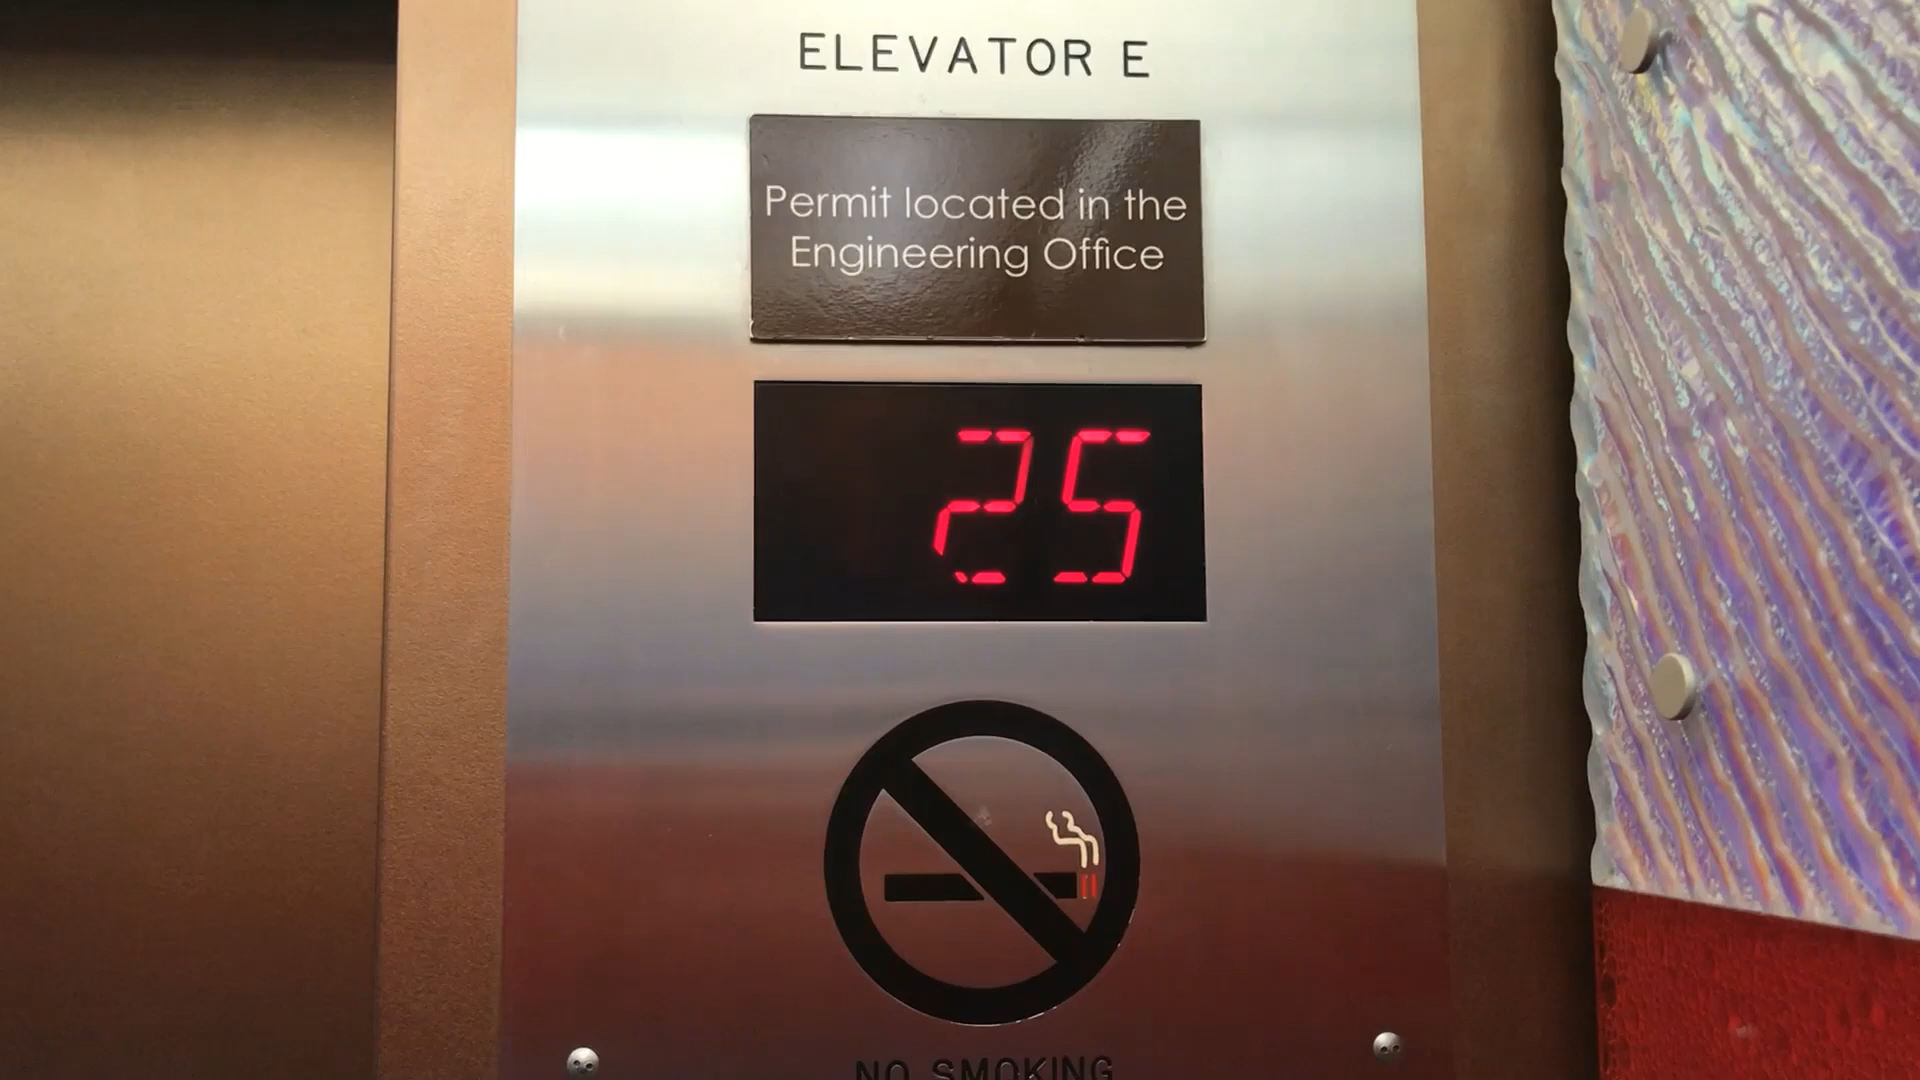 ELEVATOR E
Permit located in the
Engineering Office
25
NO SMOKING